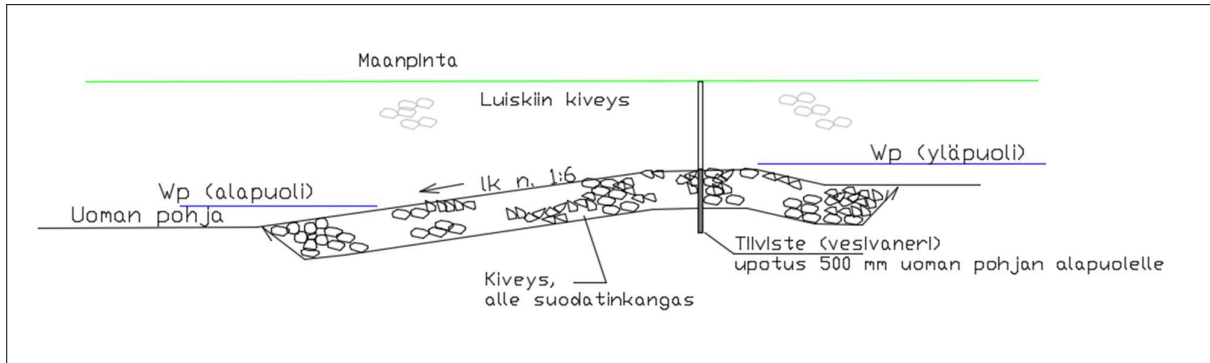 Maanpinta
Luiskiin kiveys
Wp (yläpuoli)
lk n. 1:6
Wp (alapuoli)
Uoman pohja
Tiiviste (vesivaneri)
upotus 500 mm uoman pohjan alapuolelle
Kiveys,
alle suodatinkangas